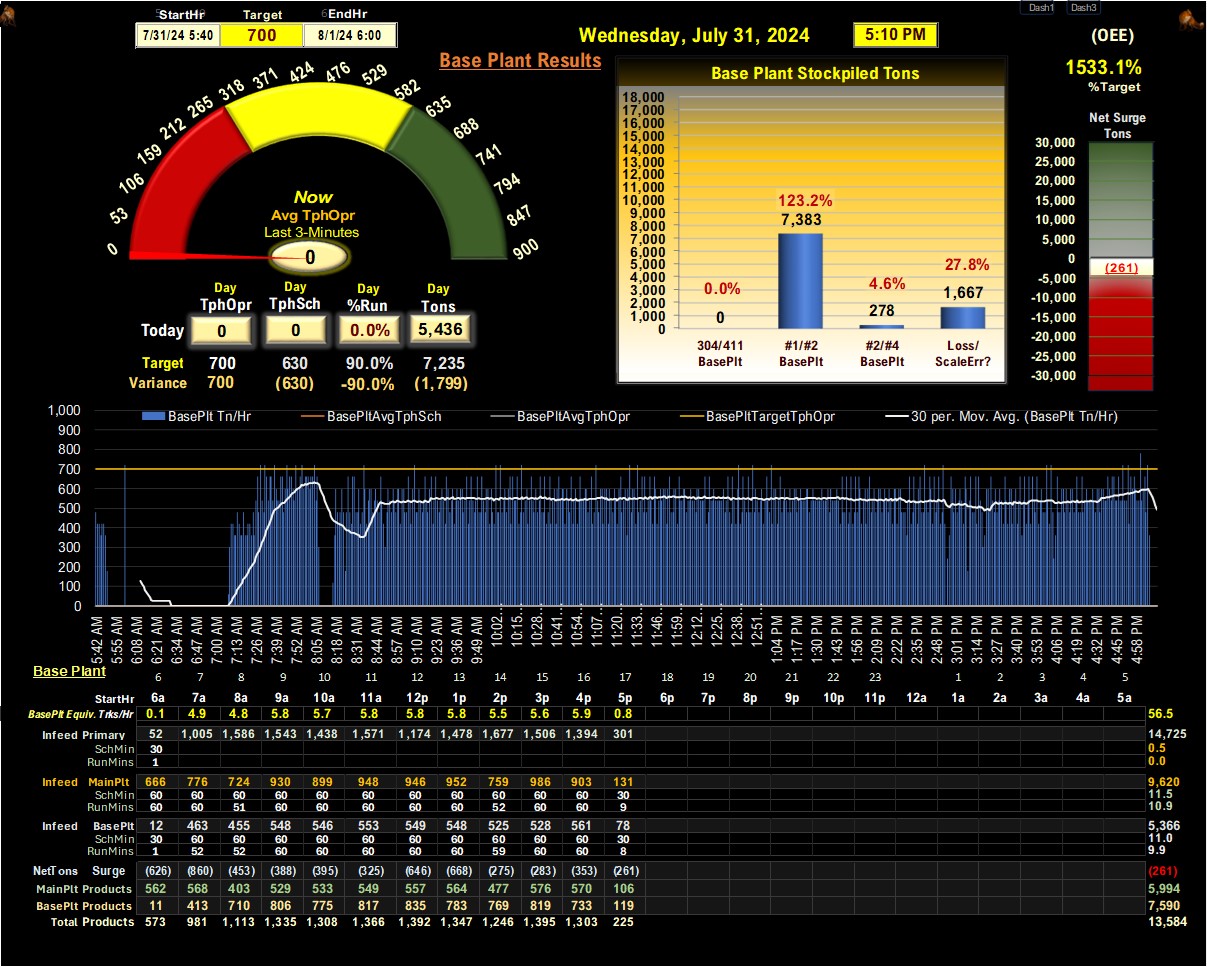 StartHr Target EndHr
7/31/24 5:40 700 8/1/24 6:00
Wednesday, July 31, 2024 5:10 PM
Dash1 Dash3
(OEE)
1533.1%
%Target
Base Plant Results
0 53 106 159 212 265 318 371 424 476 529 582 635 688 741 794 847 900
Now
Avg TphOpr
Last 3-Minutes
0
Day Day Day Day
TphOpr TphSch %Run Tons
Today 0 0 0.0% 5,436
Target 700 630 90.0% 7,235
Variance 700 (630) -90.0% (1,799)
Base Plant Stockpiled Tons
18,000
17,000
16,000
15,000
14,000
13,000
12,000
11,000
10,000
9,000
8,000
7,000
6,000
5,000
4,000
3,000
2,000
1,000
0
0.0% 123.2% 4.6% 27.8%
0 7,383 278 1,667
304/411 #1/#2 #2/#4 Loss/
BasePlt BasePlt BasePlt ScaleErr?
Net Surge
Tons
30,000
25,000
20,000
15,000
10,000
5,000
0
(261)
-5,000
-10,000
-15,000
-20,000
-25,000
-30,000
BasePlt Tn/Hr BasePltAvgTphSch BasePltAvgTphOpr BasePltTargetTphOpr 30 per. Mov. Avg. (BasePlt Tn/Hr)
1,000
900
800
700
600
500
400
300
200
100
0
5:42 AM 5:55 AM 6:08 AM 6:21 AM 6:34 AM 6:47 AM 7:00 AM 7:13 AM 7:26 AM 7:39 AM 7:52 AM 8:05 AM 8:18 AM 8:31 AM 8:44 AM 8:57 AM 9:10 AM 9:23 AM 9:36 AM 9:49 AM 10:02... 10:15... 10:28... 10:41... 10:54... 11:07... 11:20... 11:33... 11:46... 11:59... 12:12... 12:25... 12:38... 12:51... 1:04 PM 1:17 PM 1:30 PM 1:43 PM 1:56 PM 2:09 PM 2:22 PM 2:35 PM 2:48 PM 3:01 PM 3:14 PM 3:27 PM 3:40 PM 3:53 PM 4:06 PM 4:19 PM 4:32 PM 4:45 PM 4:58 PM
Base Plant
6 7 8 9 10 11 12 13 14 15 16 17 18 19 20 21 22 23 1 2 3 4 5
StartHr 6a 7a 8a 9a 10a 11a 12p 1p 2p 3p 4p 5p 6p 7p 8p 9p 10p 11p 12a 1a 2a 3a 4a 5a
BasePlt Equiv. Trks/Hr 0.1 4.9 4.8 5.8 5.7 5.8 5.8 5.8 5.5 5.6 5.9 0.8 56.5
Infeed Primary 52 1,005 1,586 1,543 1,438 1,571 1,174 1,478 1,677 1,506 1,394 301 14,725
SchMin 30 0.5
RunMins 1 0.0
Infeed MainPlt 666 776 724 930 899 948 946 952 759 986 903 131 9,620
SchMin 60 60 60 60 60 60 60 60 60 60 60 30 11.5
RunMins 60 60 51 60 60 60 60 60 52 60 60 9 10.9
Infeed BasePlt 12 463 455 548 546 553 549 548 525 528 561 78 5,366
SchMin 30 60 60 60 60 60 60 60 60 60 60 30 11.0
RunMins 1 52 52 60 60 60 60 60 59 60 60 8 9.9
NetTons Surge (626) (860) (453) (388) (395) (325) (646) (668) (275) (283) (353) (261) (261)
MainPlt Products 562 568 403 529 533 549 557 564 477 576 570 106 5,994
BasePlt Products 11 413 710 806 775 817 835 783 769 819 733 119 7,590
Total Products 573 981 1,113 1,335 1,308 1,366 1,392 1,347 1,246 1,395 1,303 225 13,584